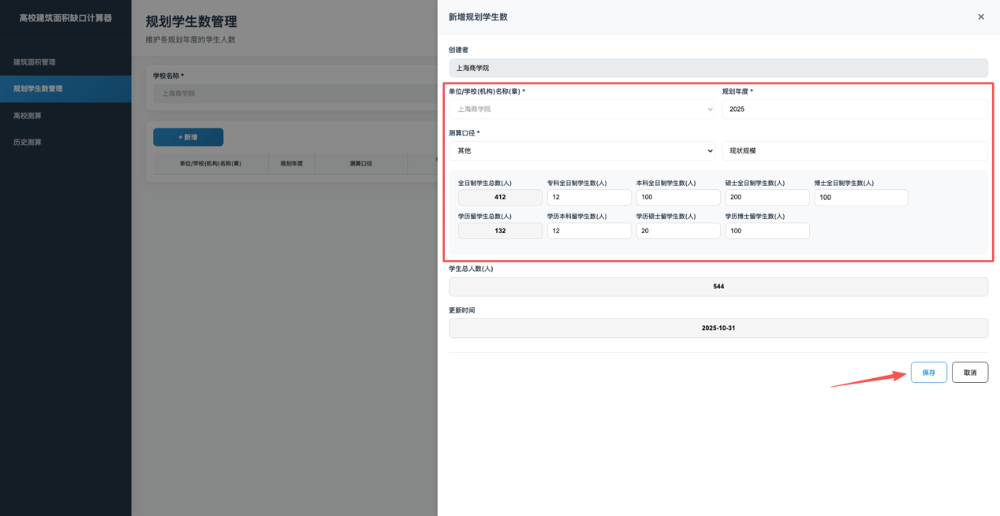 高校建筑面积缺口计算器
建筑面积管理
规划学生数管理
高校测算
历史测算
规划学生数管理
维护各规划年度的学生人数
学校名称 *
上海商学院
+ 新增
单位/学校(机构)名称(章)
规划年度
测算口径
新增规划学生数
×
创建者
上海商学院
单位/学校(机构)名称(章) *
规划年度 *
上海商学院
2025
测算口径 *
其他
现状规模
全日制学生总数(人)
专科全日制学生数(人)
本科全日制学生数(人)
硕士全日制学生数(人)
博士全日制学生数(人)
412
12
100
200
100
学历留学生总数(人)
学历本科留学生数(人)
学历硕士留学生数(人)
学历博士留学生数(人)
132
12
20
100
学生总人数(人)
544
更新时间
2025-10-31
保存
取消